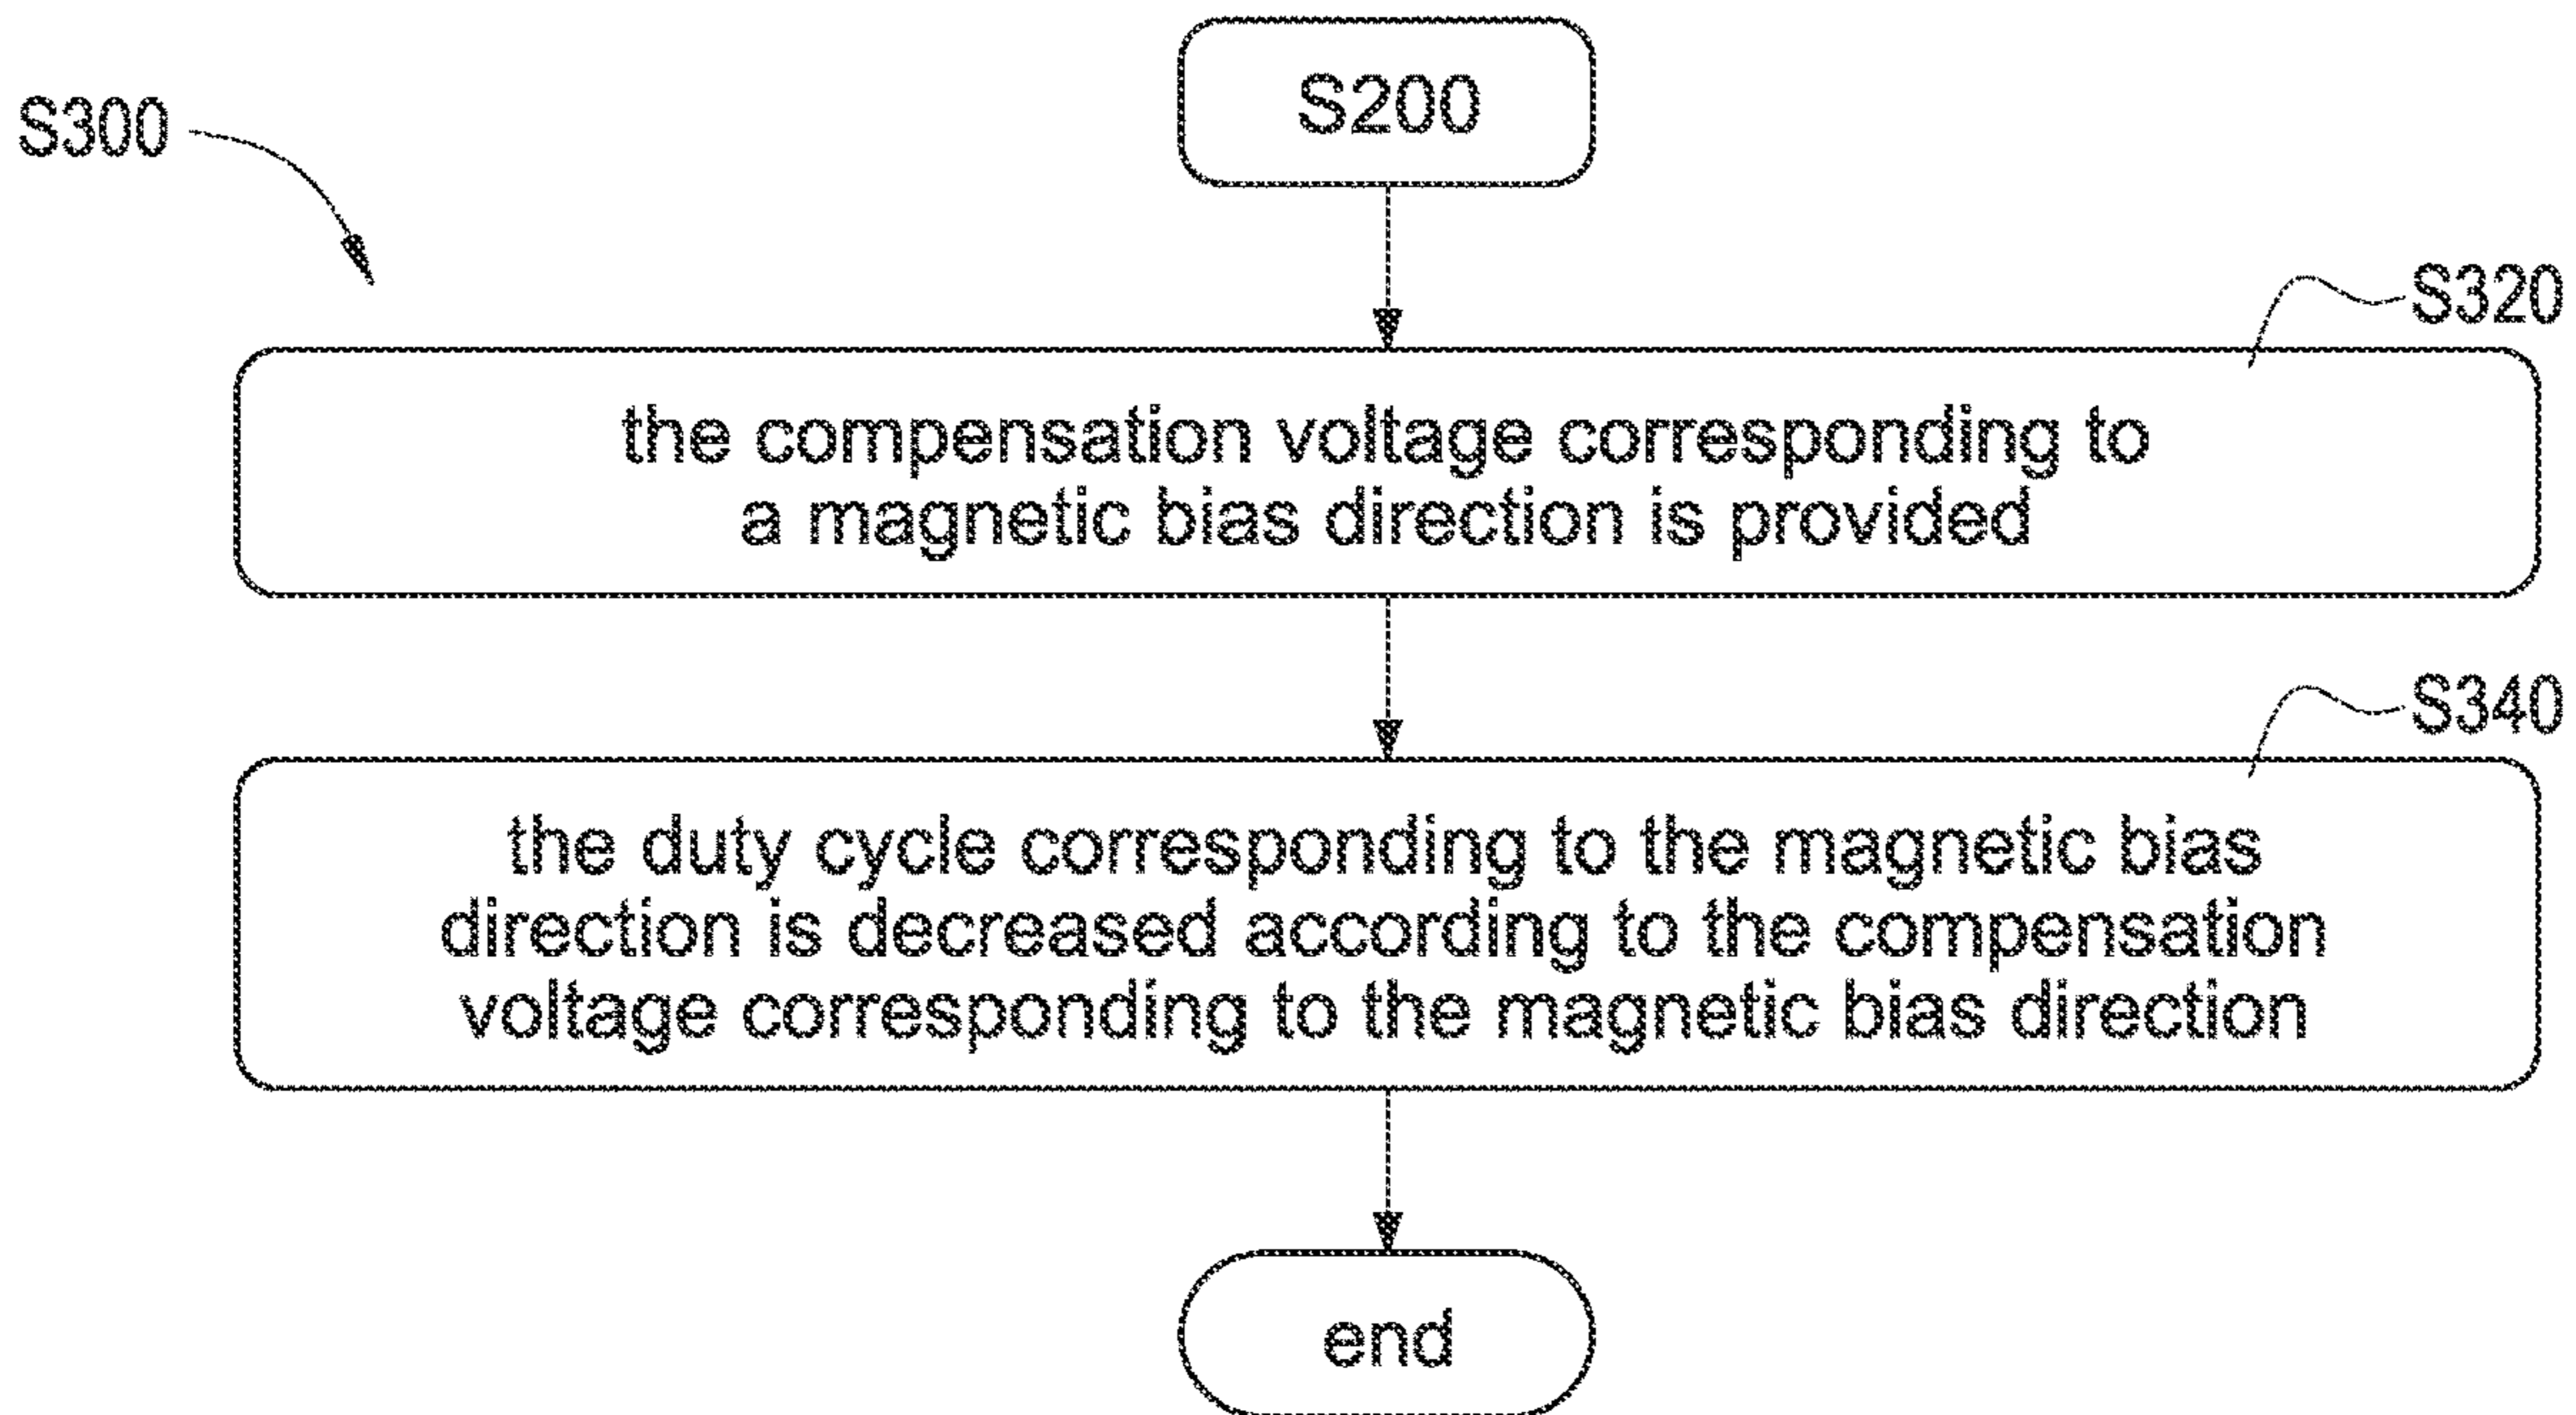 S200
S300
S320
the compensation voltage corresponding to
a magnetic bias direction is provided
S340
the duty cycle corresponding to the magnetic bias
direction is decreased according to the compensation
voltage corresponding to the magnetic bias direction
end